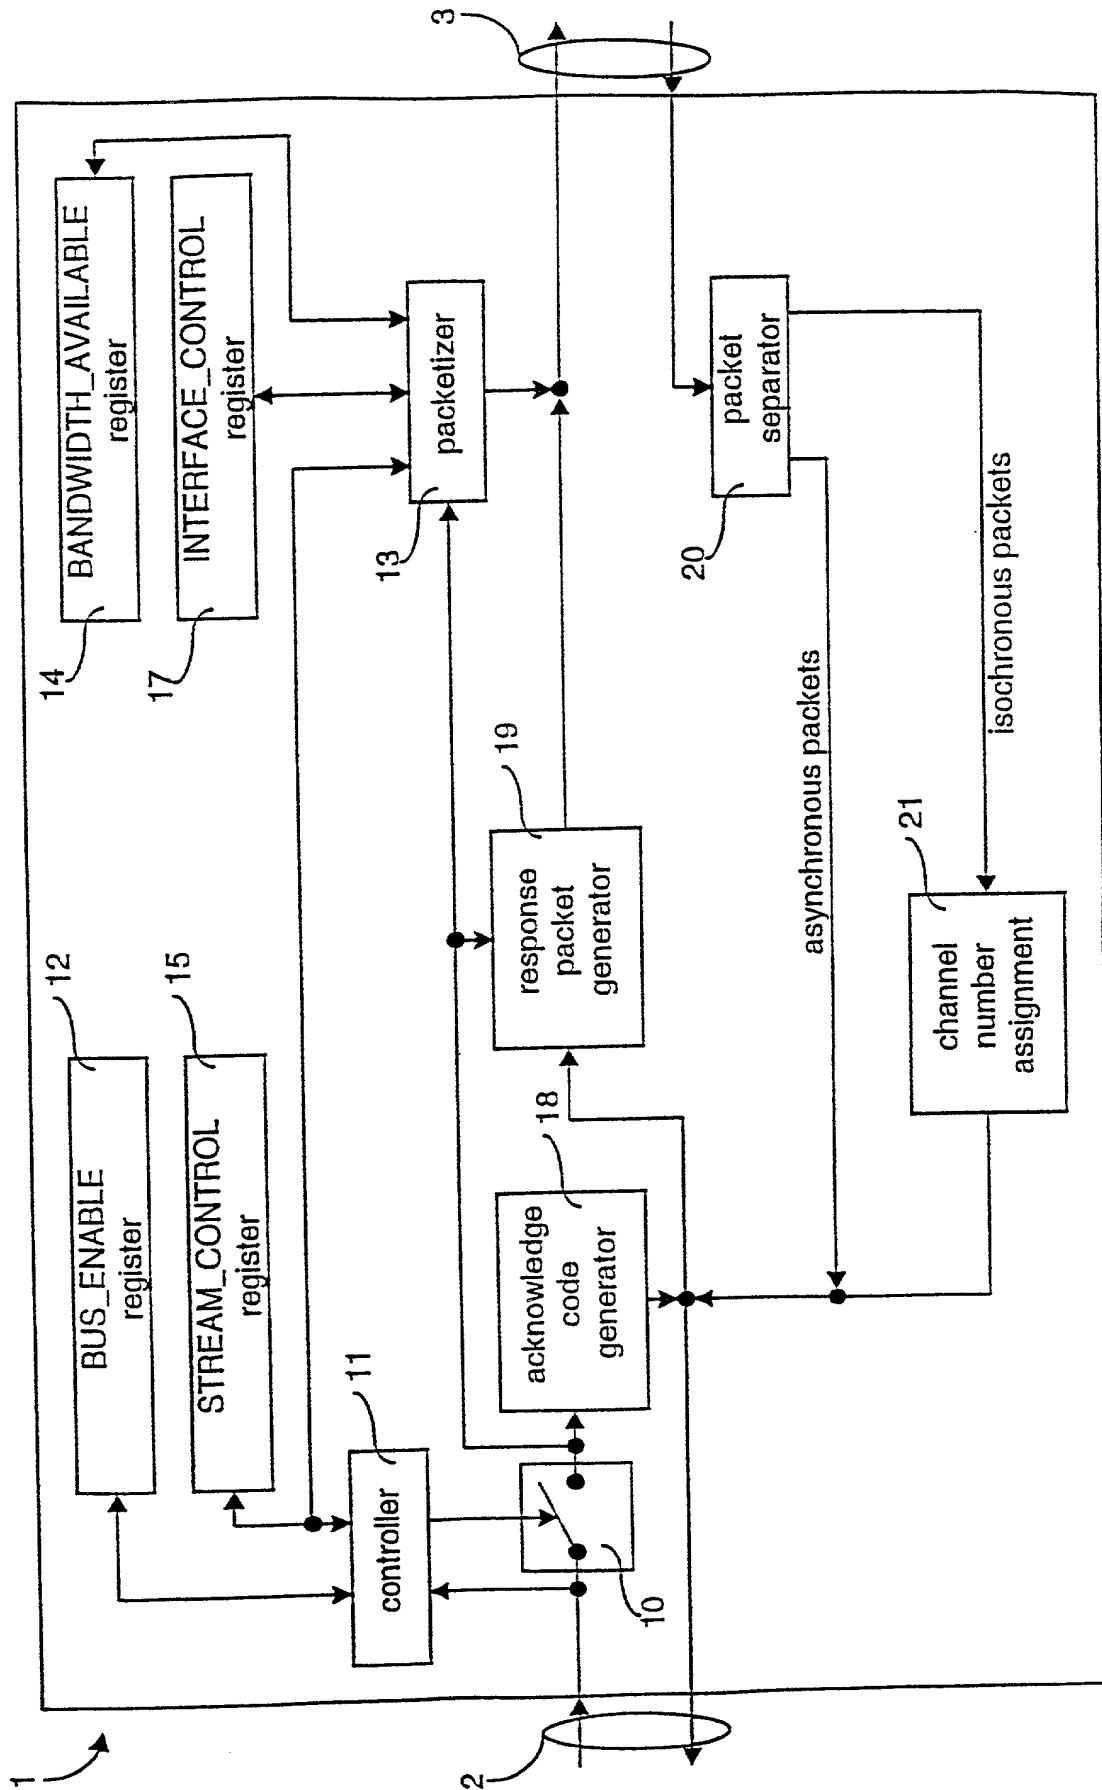 1
2
3
BUS_ENABLE
register
12
STREAM_CONTROL
register
15
14
BANDWIDTH_AVAILABLE
register
17
INTERFACE_CONTROL
register
controller
11
10
packetizer
13
acknowledge
code
generator
18
response
packet
generator
19
packet
separator
20
asynchronous packets
isochronous packets
channel
number
assignment
21